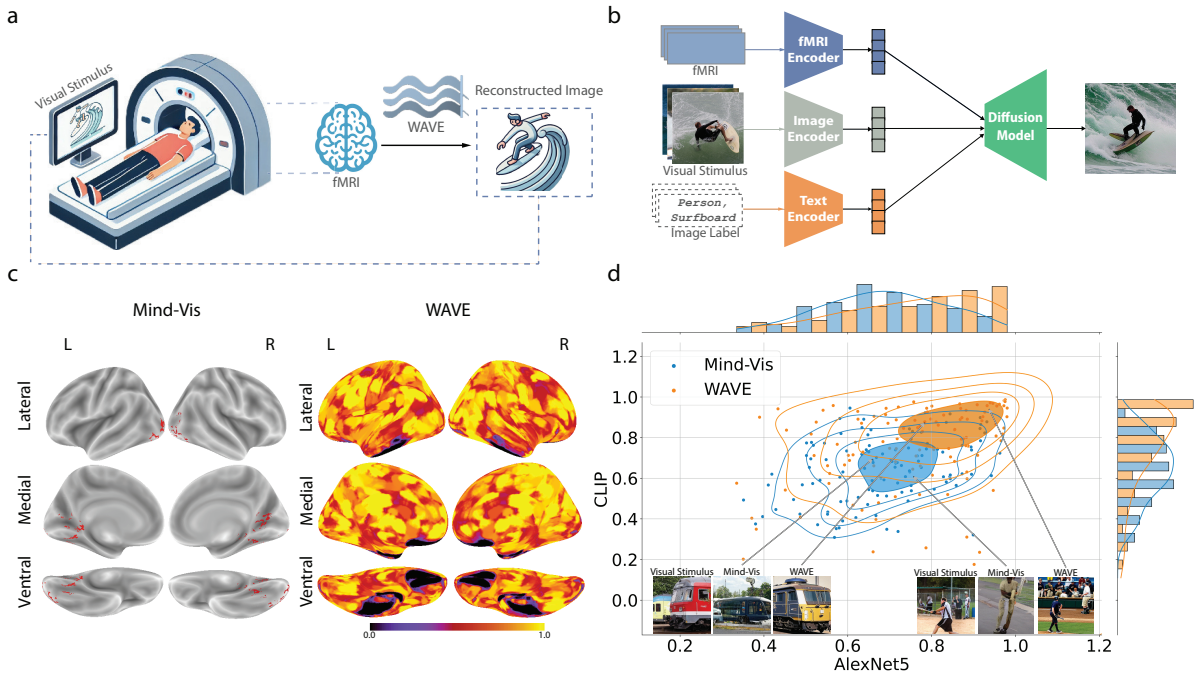 a
Visual Stimulus
fMRI
WAVE
Reconstructed Image
b
fMRI
fMRI
Encoder
Visual Stimulus
Image
Encoder
Person,
Surfboard
Image Label
Text
Encoder
Diffusion
Model
c
Mind-Vis
WAVE
L
R
L
R
Lateral
Medial
Ventral
0.0
1.0
d
Mind-Vis
WAVE
CLIP
1.2
1.0
0.8
0.6
0.4
0.2
0.0
Visual Stimulus
Mind-Vis
WAVE
Visual Stimulus
Mind-Vis
WAVE
0.2
0.4
0.6
0.8
1.0
1.2
AlexNet5